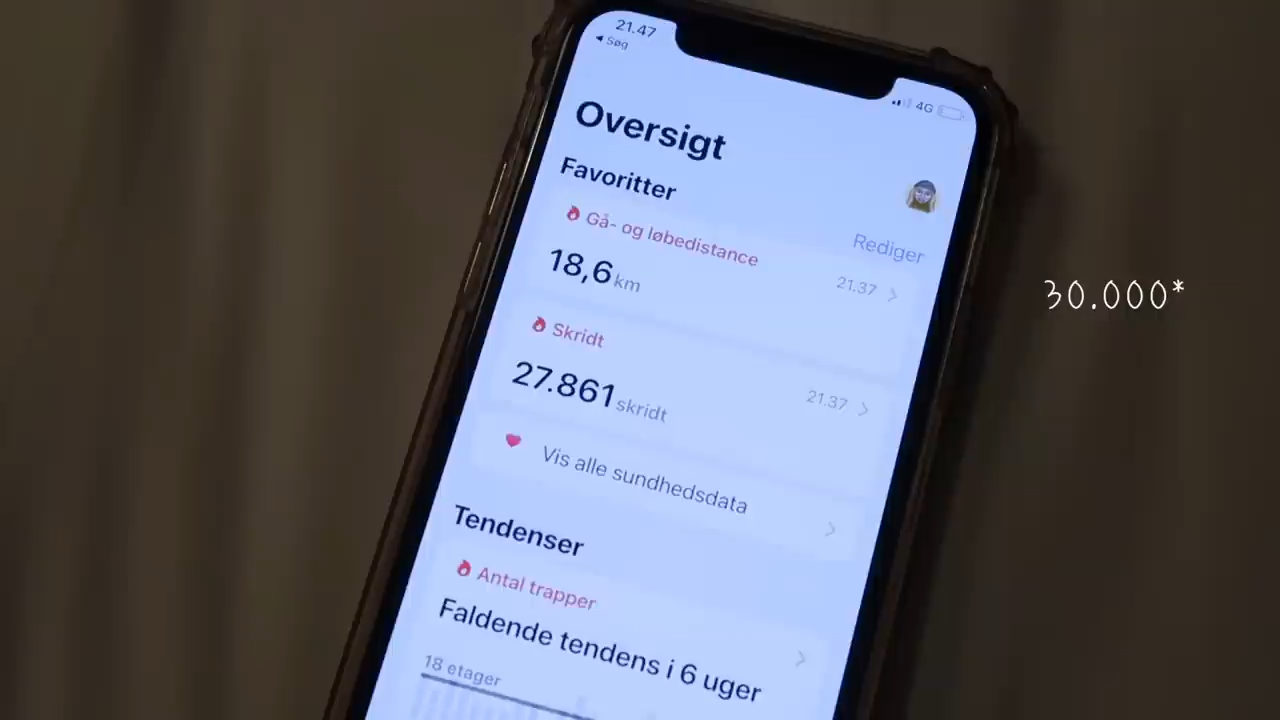 21.47
◀ Søg
4G
Oversigt
Favoritter
Rediger
Gå- og løbedistance
21.37
18,6 km
Skridt
21.37
27.861 skridt
Vis alle sundhedsdata
Tendenser
Antal trapper
Faldende tendens i 6 uger
18 etager
30.000*